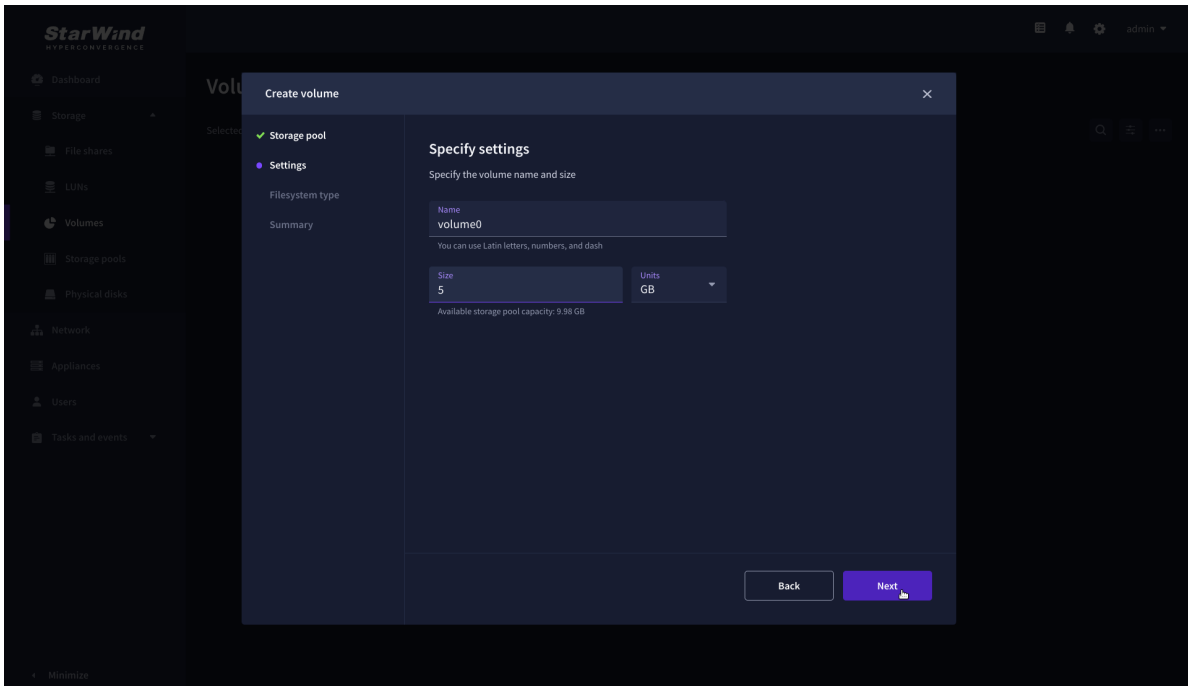 StarWind
HYPERCONVERGENCE
admin
Dashboard
Storage
File shares
LUNs
Volumes
Storage pools
Physical disks
Network
Appliances
Users
Tasks and events
Minimize
Volu
Selected
Create volume
Storage pool
Settings
Filesystem type
Summary
Specify settings
Specify the volume name and size
Name
volume0
You can use Latin letters, numbers, and dash
Size
5
Units
GB
Available storage pool capacity: 9.98 GB
Back
Next